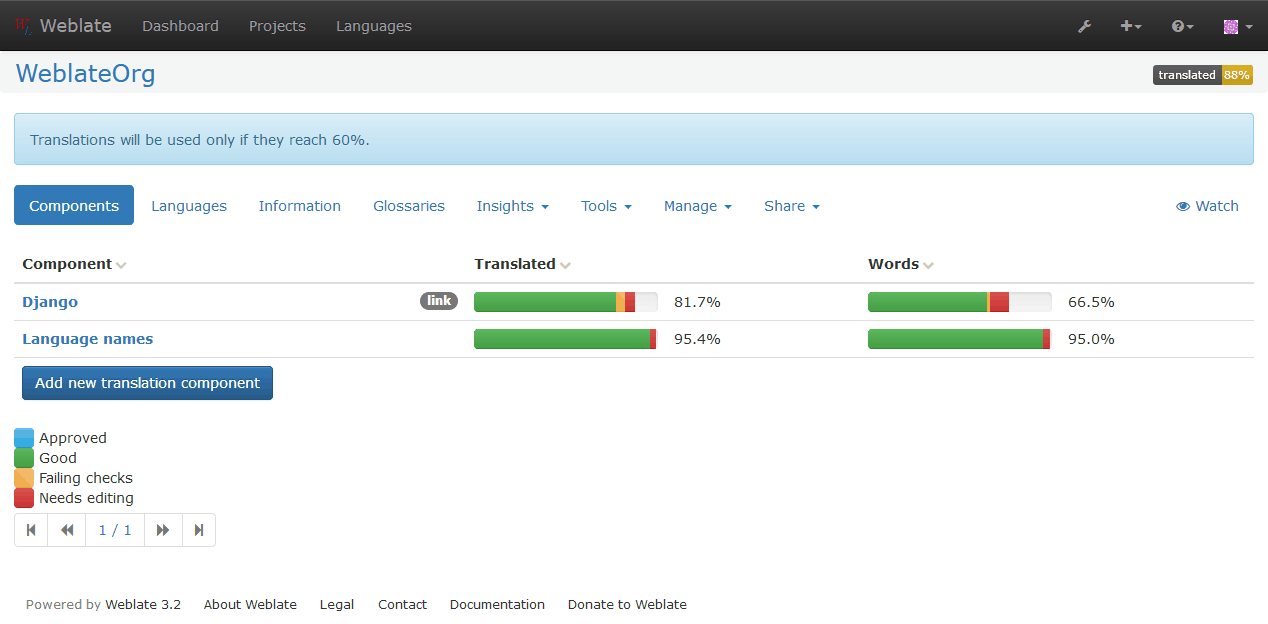 Weblate Dashboard Projects Languages
WeblateOrg translated 88%
Translations will be used only if they reach 60%.
Components Languages Information Glossaries Insights Tools Manage Share Watch
Component Translated Words
Django link 81.7% 66.5%
Language names 95.4% 95.0%
Add new translation component
Approved
Good
Failing checks
Needs editing
1 / 1
Powered by Weblate 3.2 About Weblate Legal Contact Documentation Donate to Weblate